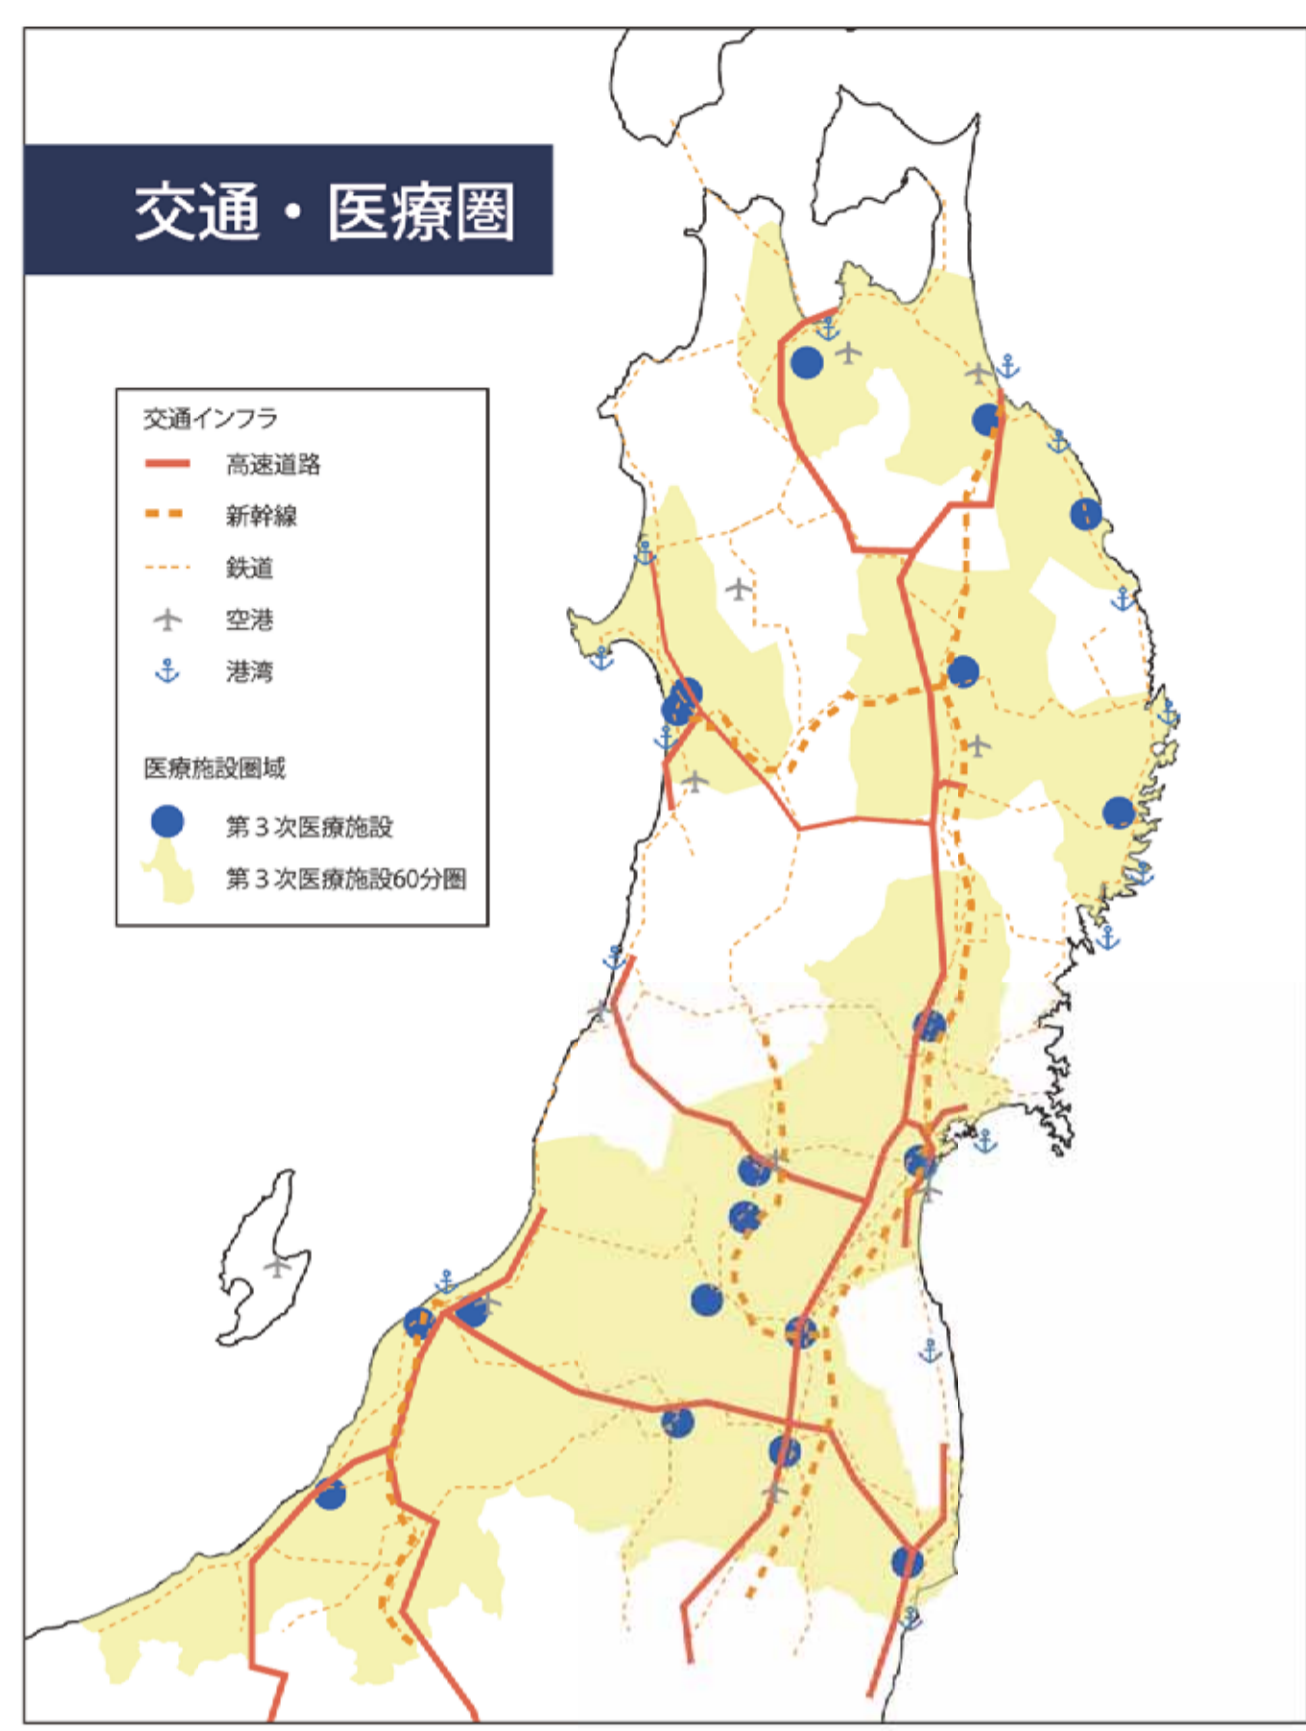 交通・医療圏
交通インフラ
高速道路
新幹線
鉄道
空港
港湾
医療施設圏域
第３次医療施設
第３次医療施設60分圏